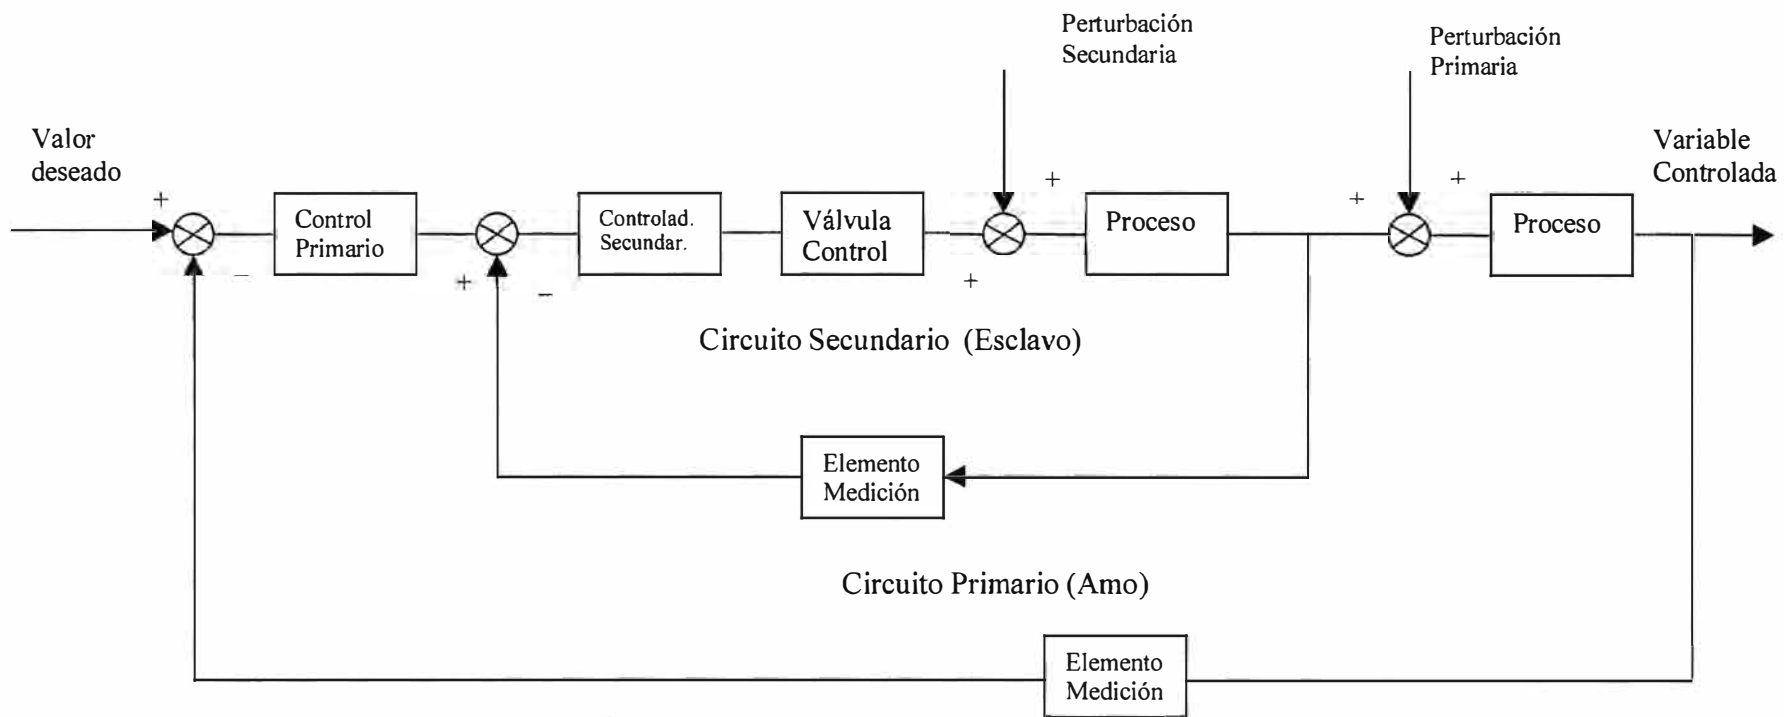 Perturbación
Secundaria
Perturbación
Primaria
Valor
deseado
Variable
Controlada
+
+
+
+
Control
Primario
Controlad.
Secundar.
Válvula
Control
Proceso
Proceso
−
+
−
+
Circuito Secundario (Esclavo)
Elemento
Medición
Circuito Primario (Amo)
Elemento
Medición